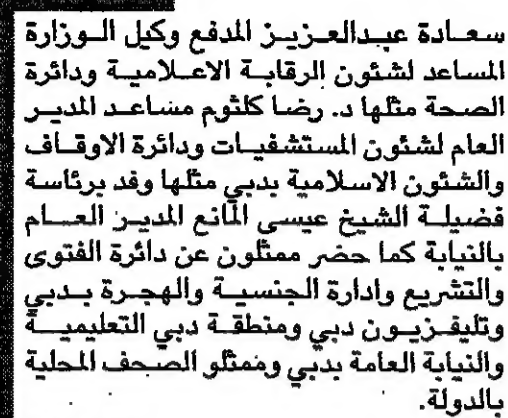 سعادة عبدالعزيز المدفع وكيل الوزارة
المساعد لشئون الرقابة الاعلامية ودائرة
الصحة مثلها د. رضا كلثوم مساعد المدير
العام لشئون المستشفيات ودائرة الاوقاف
والشئون الاسلامية بدبي مثلها وفد برئاسة
فضيلة الشيخ عيسى المانع المدير العام
بالنيابة كما حضر ممثلون عن دائرة الفتوى
والتشريع وادارة الجنسية والهجرة بدبي
وتليفزيون دبي ومنطقة دبي التعليمية
والنيابة العامة بدبي وممثلو الصحف المحلية
بالدولة.